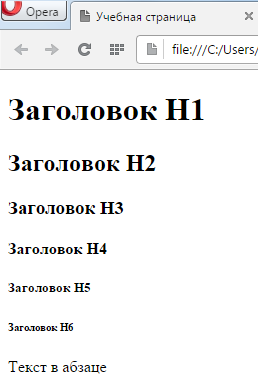 Opera
Учебная страница
file:///C:/Users/
Заголовок H1
Заголовок H2
Заголовок H3
Заголовок H4
Заголовок H5
Заголовок H6
Текст в абзаце